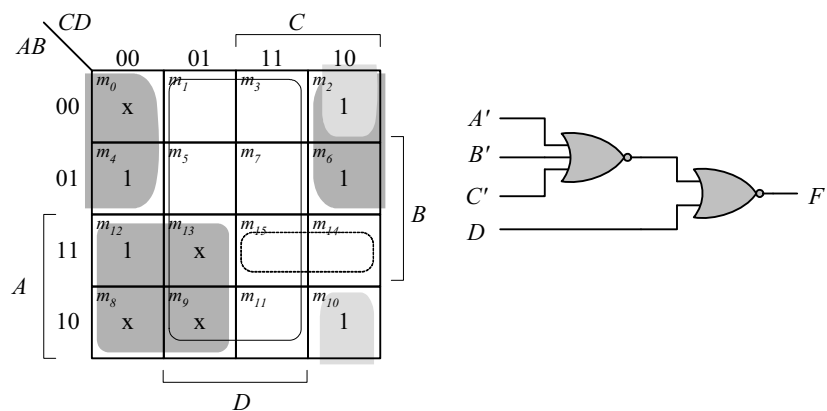 CD
C
AB
00 01 11 10
00 m0 x m1 m3 m2 1
01 m4 1 m5 m7 m6 1
11 m12 1 m13 x m15 m14
10 m8 x m9 x m11 m10 1
A
B
D
A'
B'
C'
D
F